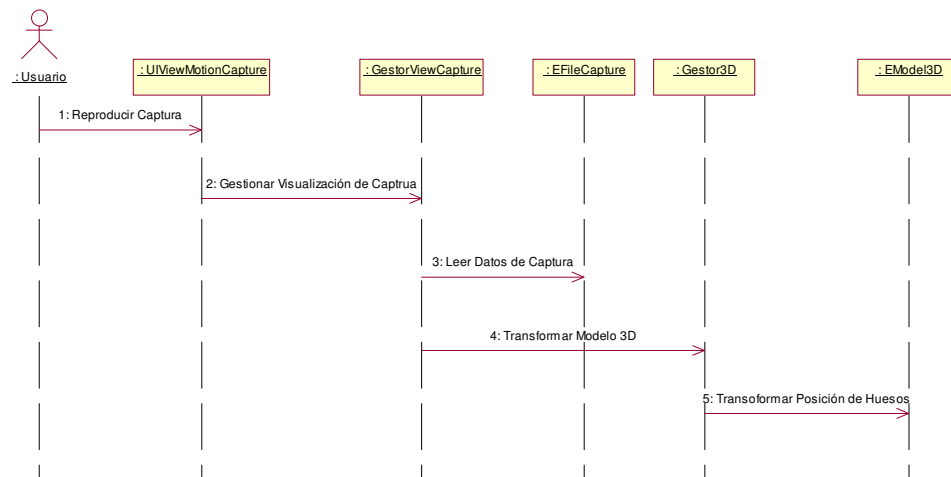 : Usuario
: UIViewMotionCapture
: GestorViewCapture
: EFileCapture
: Gestor3D
: EModel3D
1: Reproducir Captura
2: Gestionar Visualización de Captrua
3: Leer Datos de Captura
4: Transformar Modelo 3D
5: Transoformar Posición de Huesos